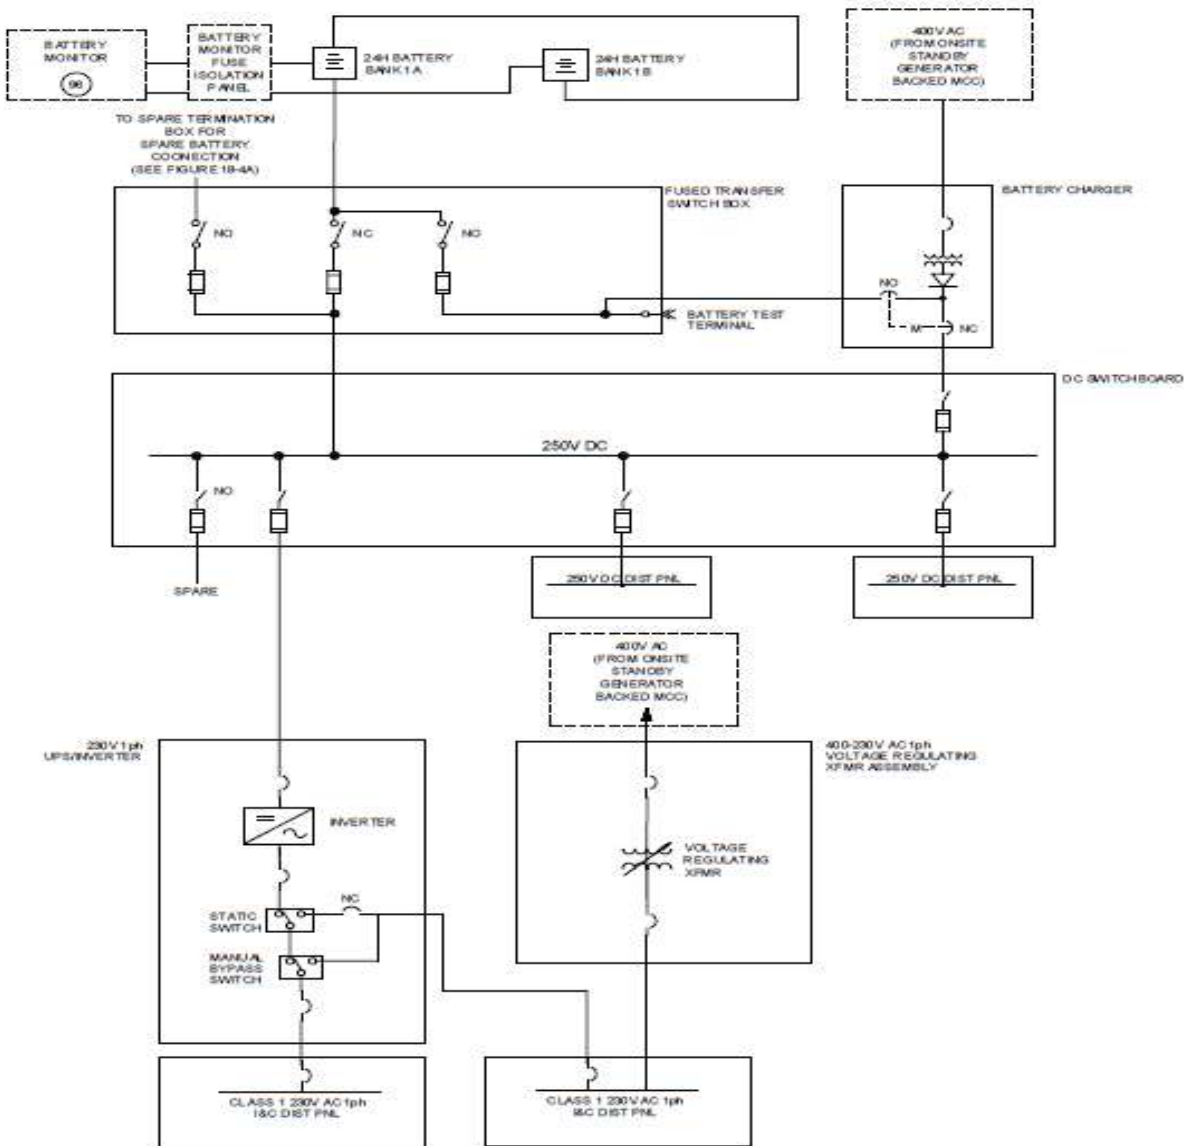 BATTERY
MONITOR
96
BATTERY
MONITOR
FUSE
ISOLATION
PANEL
24H BATTERY
BANK 1A
24H BATTERY
BANK 1B
400V AC
(FROM ONSITE
STANDBY
GENERATOR
BACKED MCC)
TO SPARE TERMINATION
BOX FOR
SPARE BATTERY
COONECTION
(SEE FIGURE 18-4A)
FUSED TRANSFER
SWITCH BOX
BATTERY CHARGER
NO
NC
NO
NO
M
NC
BATTERY TEST
TERMINAL
DC SWITCHBOARD
250V DC
NO
SPARE
250V DC DIST PNL
250V DC DIST PNL
400V AC
(FROM ONSITE
STANDBY
GENERATOR
BACKED MCC)
230V 1ph
UPS/INVERTER
400-230V AC 1ph
VOLTAGE REGULATING
XFMR ASSEMBLY
INVERTER
VOLTAGE
REGULATING
XFMR
NC
STATIC
SWITCH
MANUAL
BYPASS
SWITCH
CLASS 1 230V AC 1ph
I&C DIST PNL
CLASS 1 230V AC 1ph
I&C DIST PNL